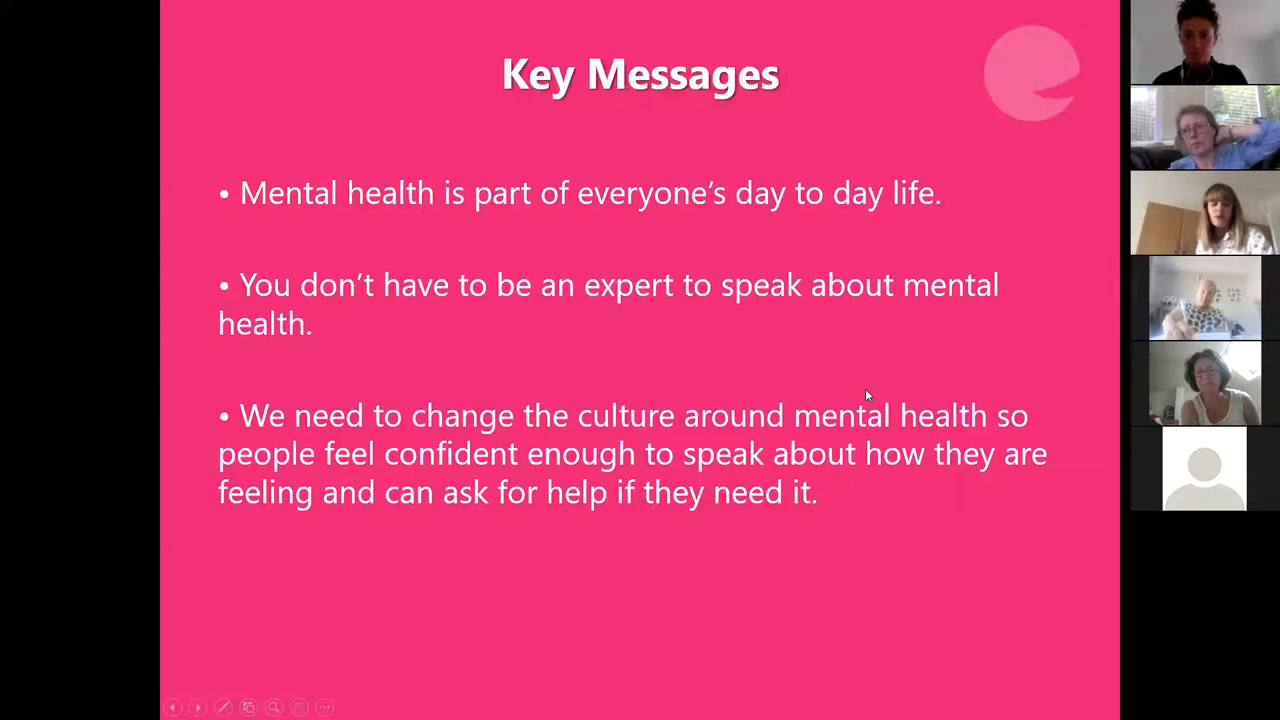 Key Messages
• Mental health is part of everyone’s day to day life.
• You don’t have to be an expert to speak about mental
health.
• We need to change the culture around mental health so
people feel confident enough to speak about how they are
feeling and can ask for help if they need it.